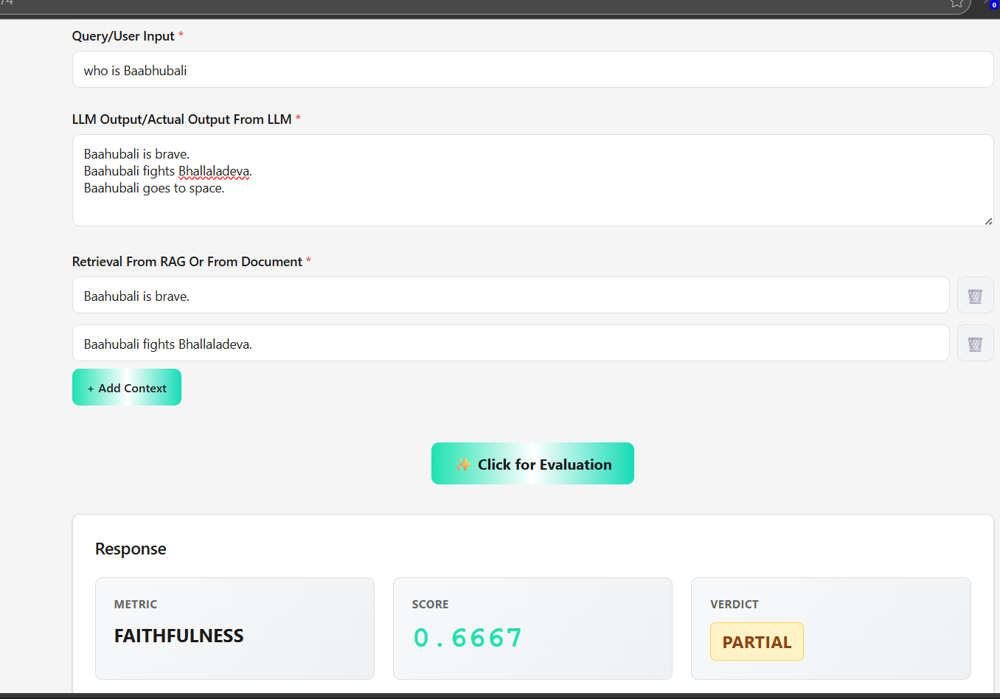 Query/User Input *
who is Baabhubali
LLM Output/Actual Output From LLM *
Baahubali is brave.
Baahubali fights Bhallaladeva.
Baahubali goes to space.
Retrieval From RAG Or From Document *
Baahubali is brave.
Baahubali fights Bhallaladeva.
+ Add Context
✨ Click for Evaluation
Response
METRIC
FAITHFULNESS
SCORE
0.6667
VERDICT
PARTIAL